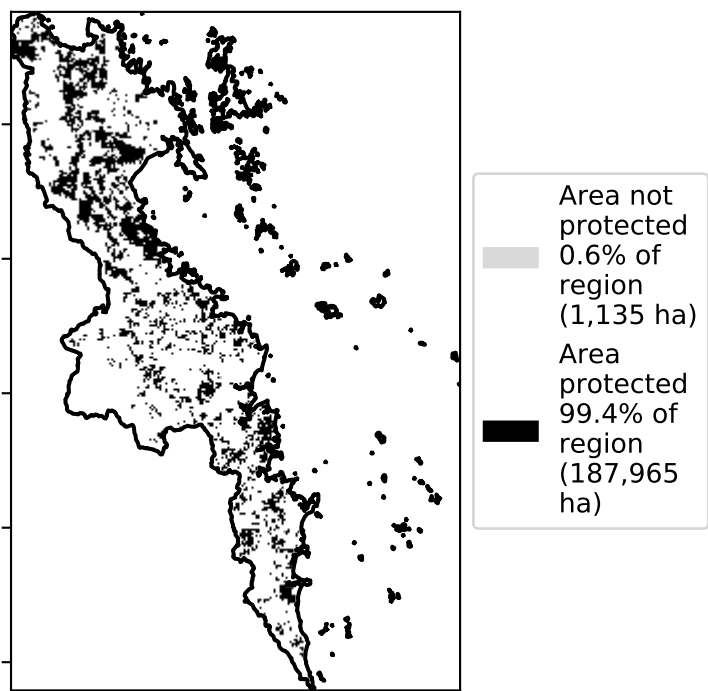 Area not
protected
0.6% of
region
(1,135 ha)
Area
protected
99.4% of
region
(187,965
ha)